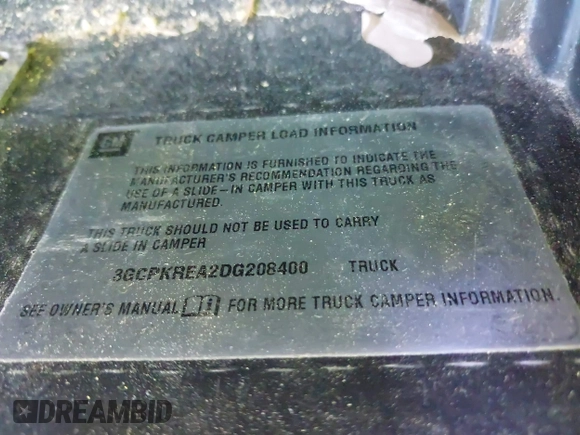 GM TRUCK CAMPER LOAD INFORMATION
THIS INFORMATION IS FURNISHED TO INDICATE THE
MANUFACTURER'S RECOMMENDATION REGARDING THE
USE OF A SLIDE-IN CAMPER WITH THIS TRUCK AS
MANUFACTURED.
THIS TRUCK SHOULD NOT BE USED TO CARRY
A SLIDE IN CAMPER
3GCPKREA2DG208400 TRUCK
SEE OWNER'S MANUAL FOR MORE TRUCK CAMPER INFORMATION.
DREAMBID